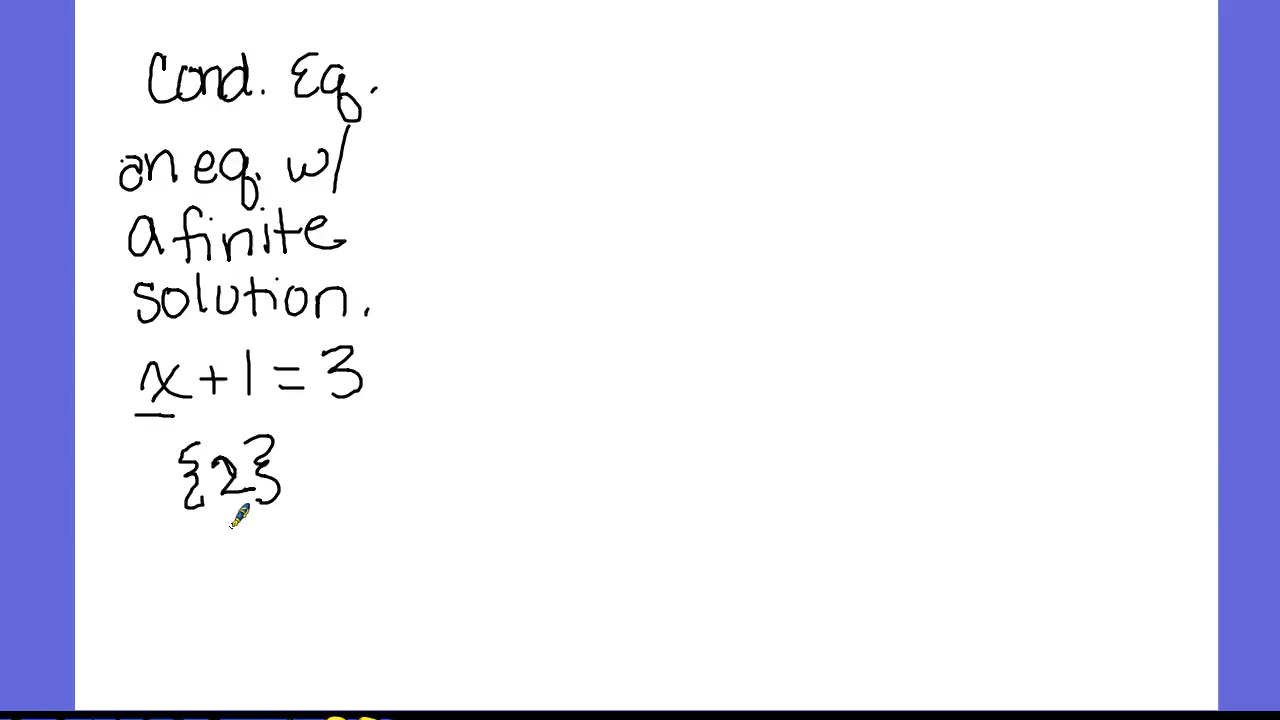 Cond. Eq.
an eq. w/
a finite
solution.
x + 1 = 3
{2}